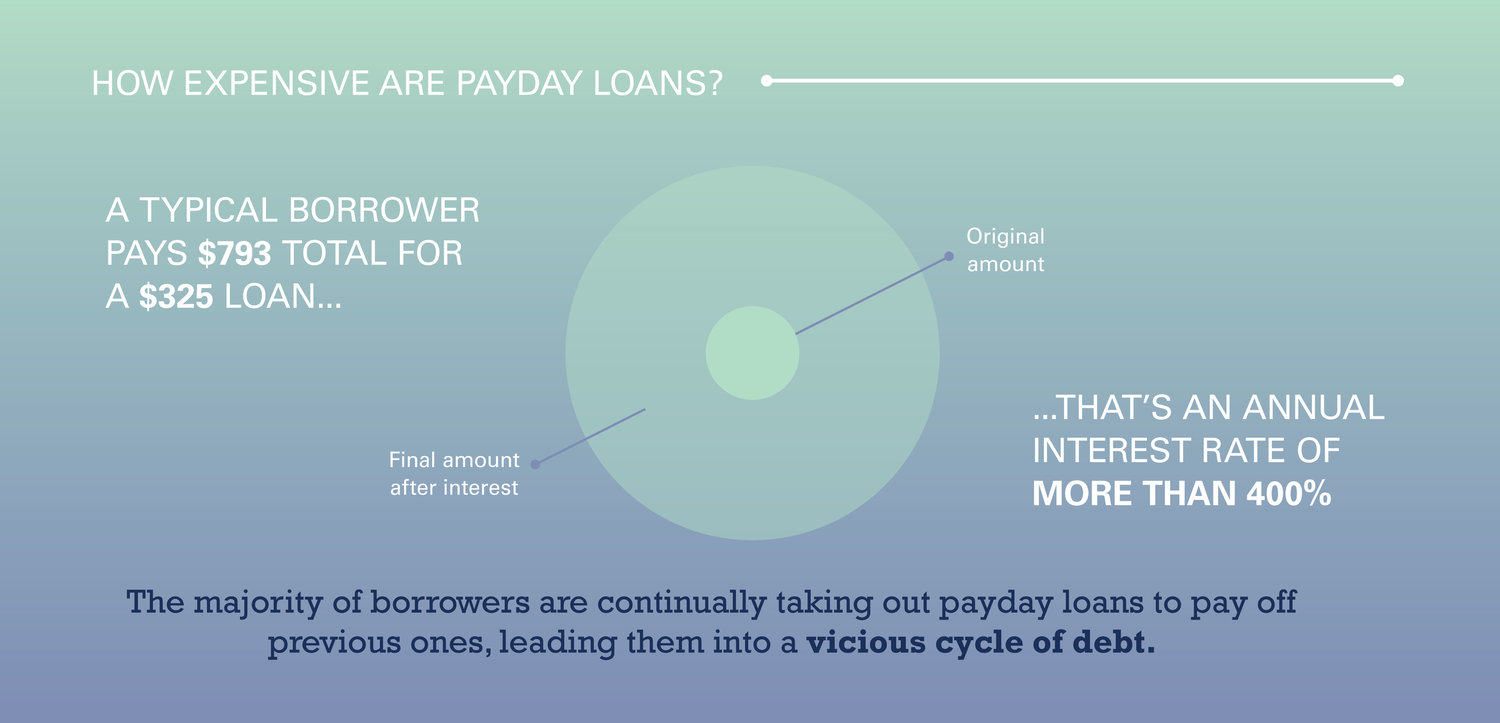 HOW EXPENSIVE ARE PAYDAY LOANS?
A TYPICAL BORROWER
PAYS $793 TOTAL FOR
A $325 LOAN...
Original
amount
Final amount
after interest
...THAT’S AN ANNUAL
INTEREST RATE OF
MORE THAN 400%
The majority of borrowers are continually taking out payday loans to pay off
previous ones, leading them into a vicious cycle of debt.